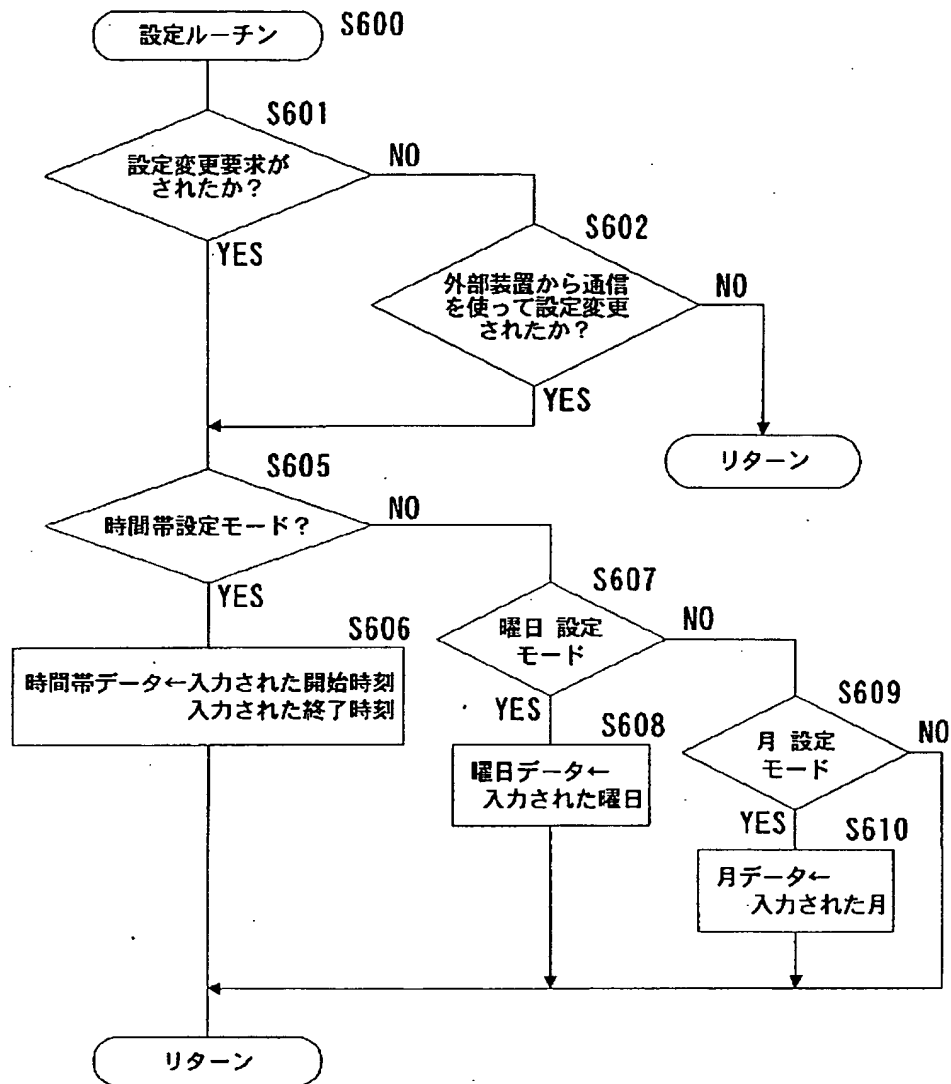 設定ルーチン
S600
S601
設定変更要求が
されたか？
NO
YES
S602
外部装置から通信
を使って設定変更
されたか？
NO
YES
リターン
S605
時間帯設定モード？
NO
YES
S606
時間帯データ←入力された開始時刻
入力された終了時刻
S607
曜日 設定
モード
NO
YES
S608
曜日データ←
入力された曜日
S609
月 設定
モード
NO
YES
S610
月データ←
入力された月
リターン